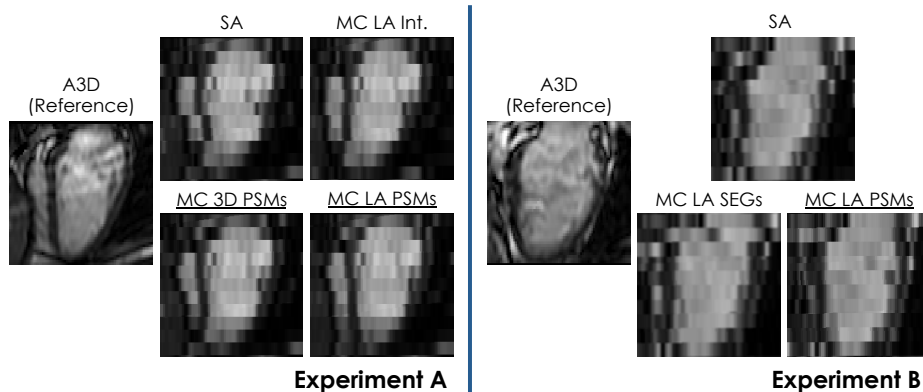 SA
MC LA Int.
A3D
(Reference)
MC 3D PSMs
MC LA PSMs
Experiment A
SA
A3D
(Reference)
MC LA SEGs
MC LA PSMs
Experiment B